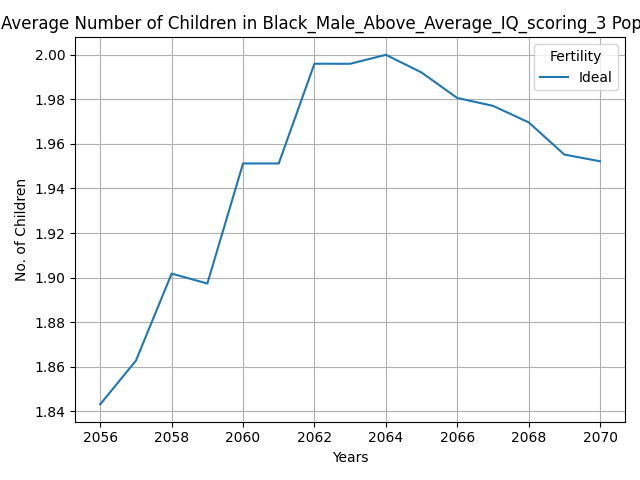 Average Number of Children in Black_Male_Above_Average_IQ_scoring_3 Pop
2.00
1.98
1.96
1.94
1.92
1.90
1.88
1.86
1.84
No. of Children
Fertility
Ideal
2056 2058 2060 2062 2064 2066 2068 2070
Years